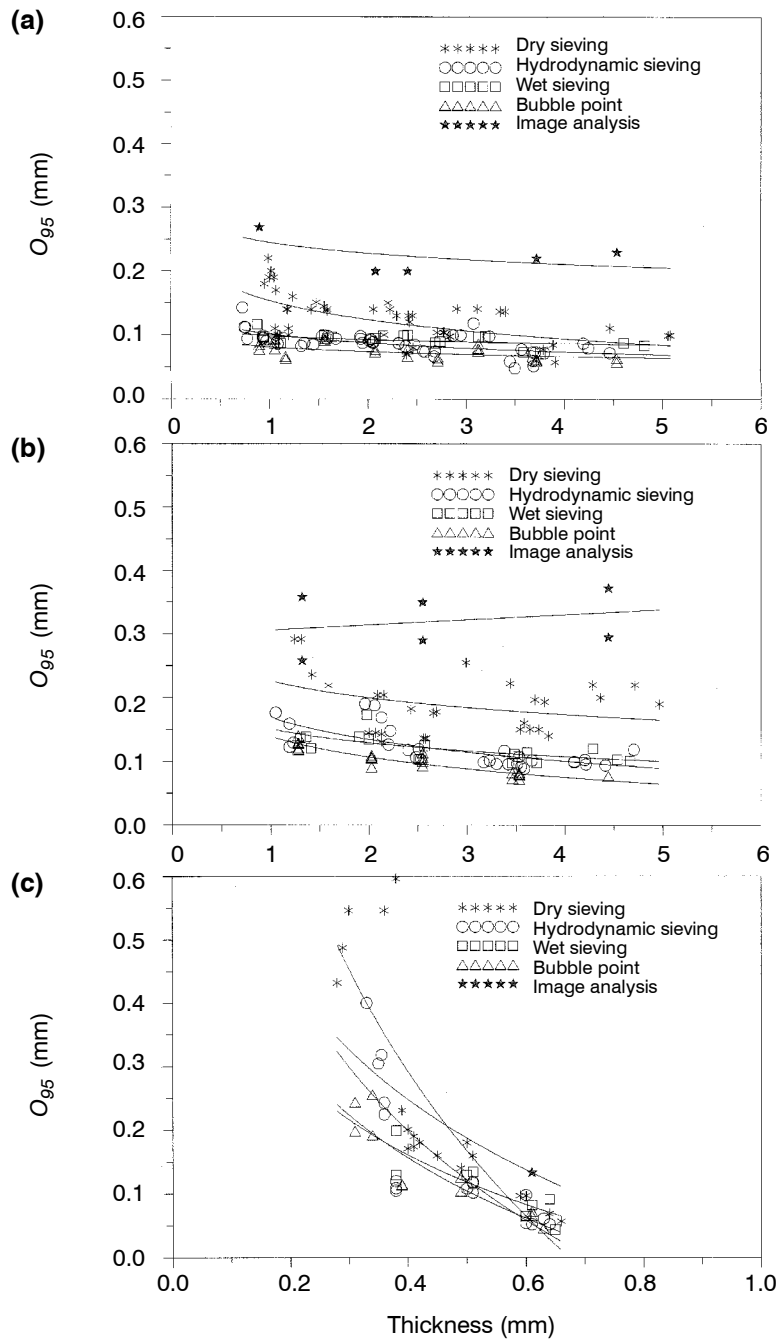 (a)
0.6
0.5
0.4
0.3
0.2
0.1
0.0
O95 (mm)
Dry sieving
Hydrodynamic sieving
Wet sieving
Bubble point
Image analysis
0 1 2 3 4 5 6
(b)
0.6
0.5
0.4
0.3
0.2
0.1
0.0
O95 (mm)
Dry sieving
Hydrodynamic sieving
Wet sieving
Bubble point
Image analysis
0 1 2 3 4 5 6
(c)
0.6
0.5
0.4
0.3
0.2
0.1
0.0
O95 (mm)
Dry sieving
Hydrodynamic sieving
Wet sieving
Bubble point
Image analysis
0.0 0.2 0.4 0.6 0.8 1.0
Thickness (mm)